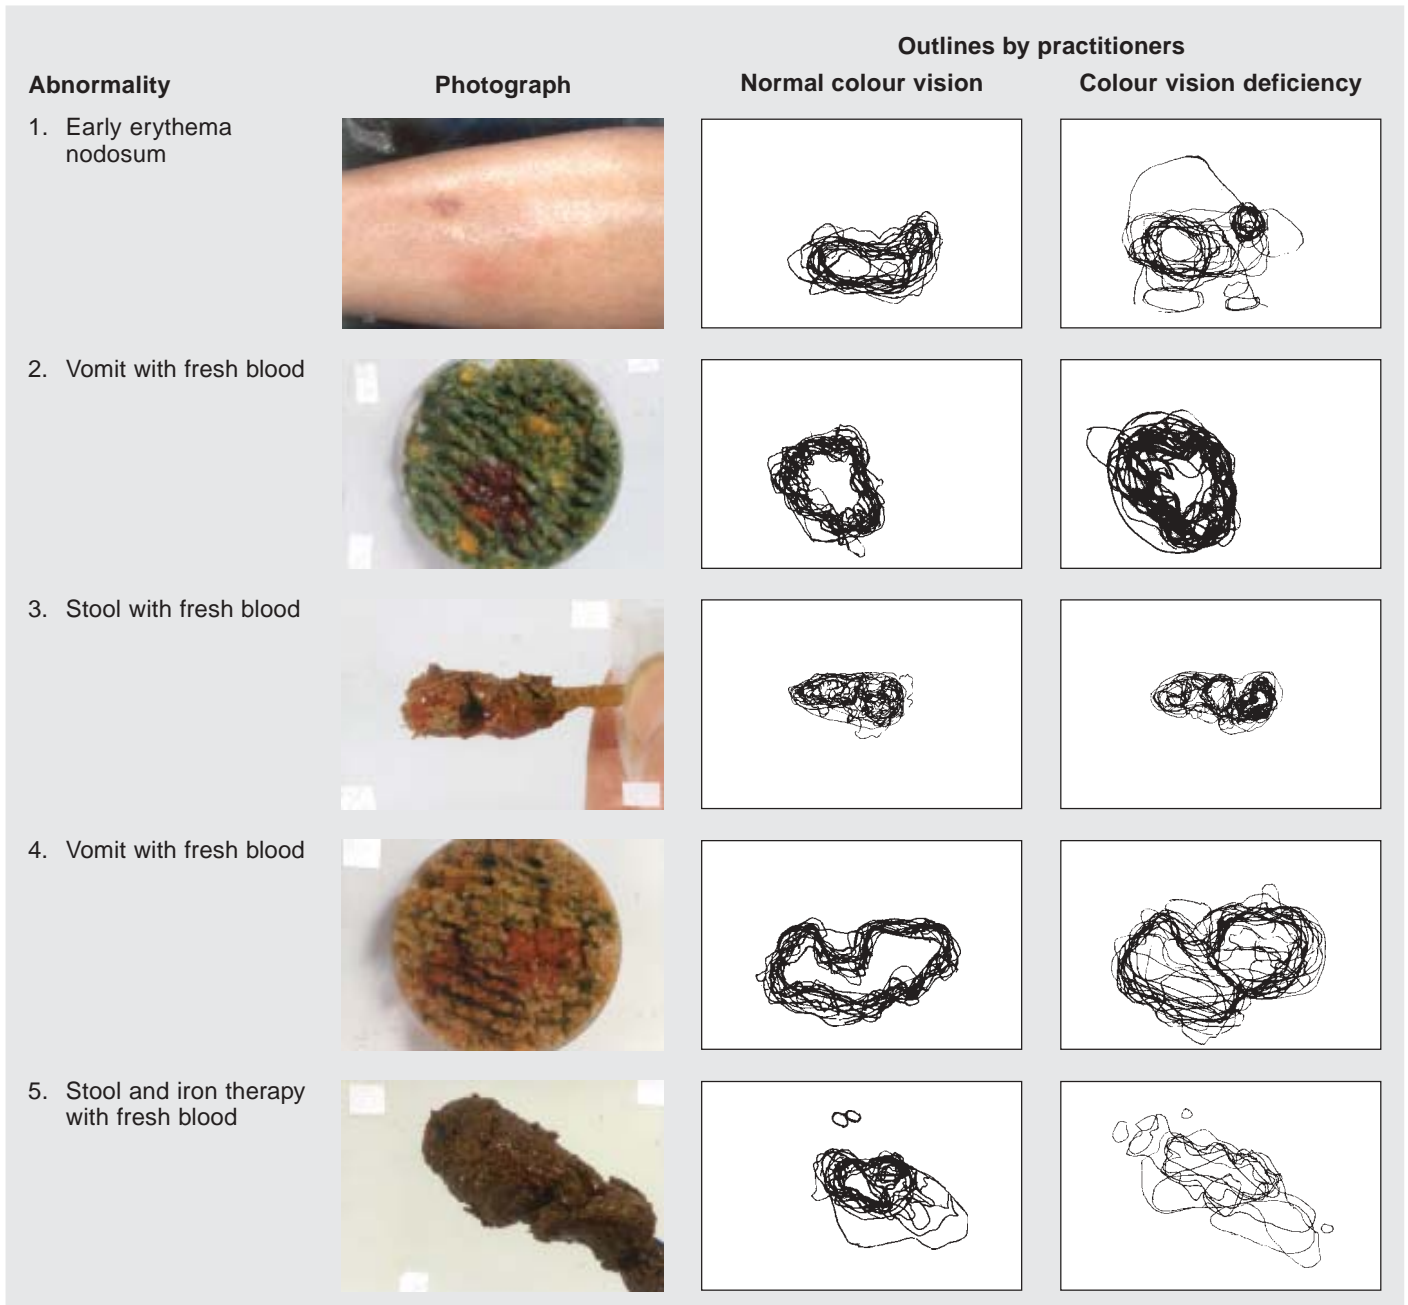 Outlines by practitioners
Abnormality Photograph Normal colour vision Colour vision deficiency
1. Early erythema
nodosum
2. Vomit with fresh blood
3. Stool with fresh blood
4. Vomit with fresh blood
5. Stool and iron therapy
with fresh blood